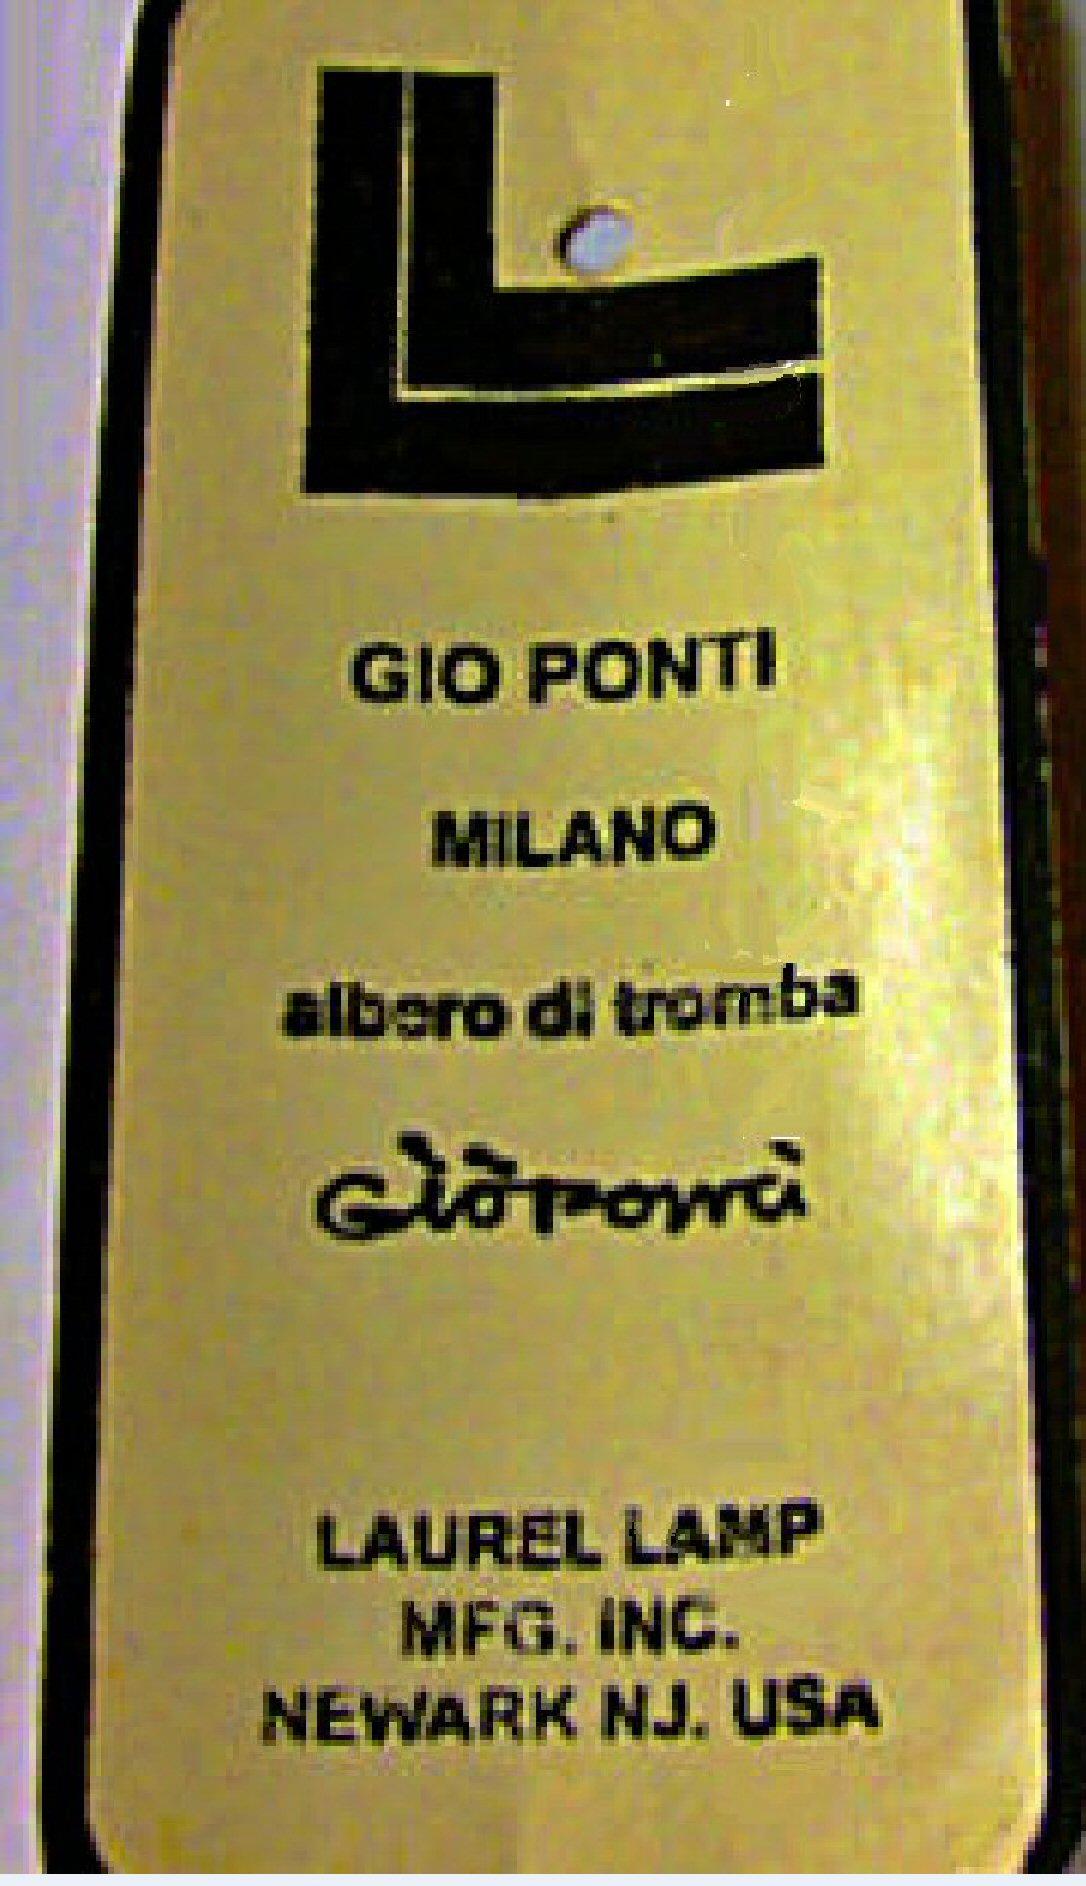 GIO PONTI
MILANO
albero di tromba
Giò Ponti
LAUREL LAMP
MFG. INC.
NEWARK NJ. USA